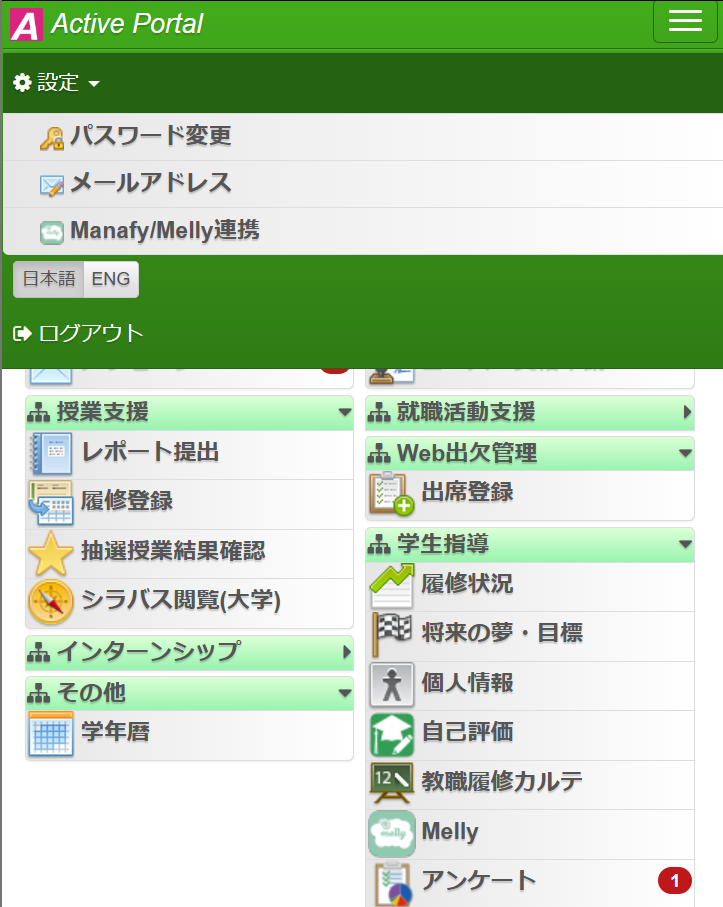 Active Portal
設定
パスワード変更
メールアドレス
Manafy/Melly連携
日本語 ENG
ログアウト
授業支援
レポート提出
履修登録
抽選授業結果確認
シラバス閲覧(大学)
インターンシップ
その他
学年暦
就職活動支援
Web出欠管理
出席登録
学生指導
履修状況
将来の夢・目標
個人情報
自己評価
12
教職履修カルテ
melly
Melly
アンケート 1